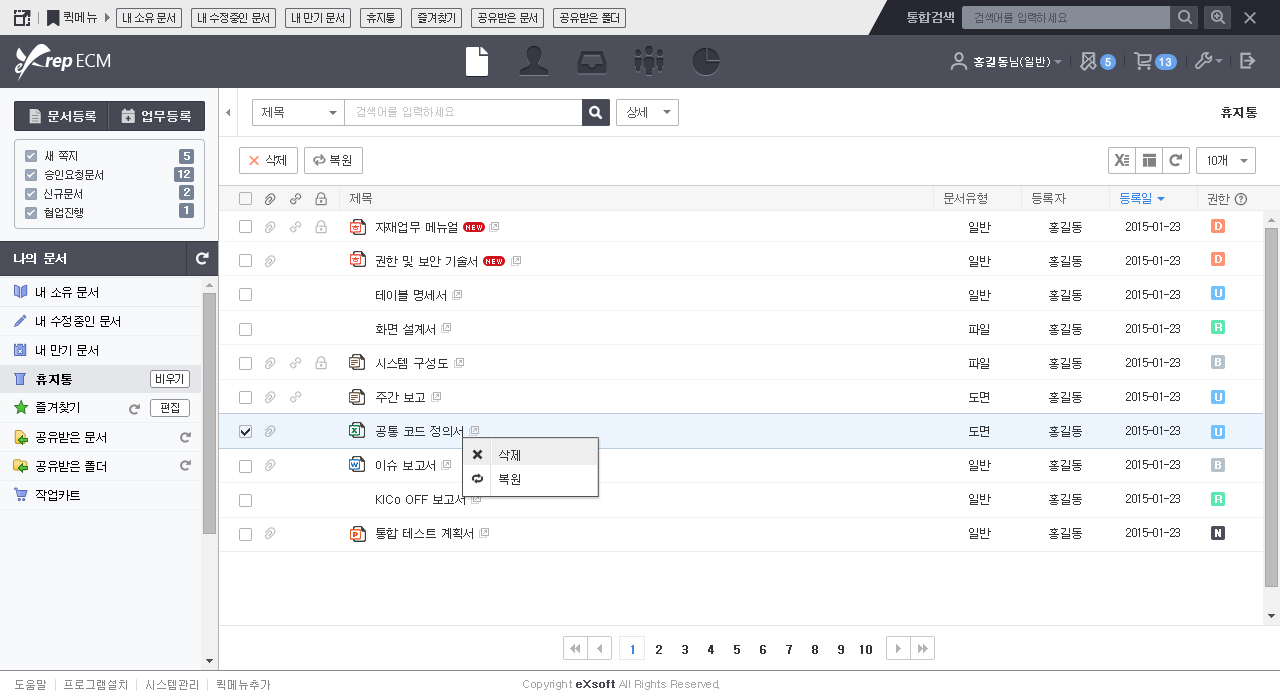 퀵메뉴 내 소유 문서 내 수정중인 문서 내 만기 문서 휴지통 즐겨찾기 공유받은 문서 공유받은 폴더 통합검색 검색어를 입력하세요
eXrep ECM 홍길동님(일반) 5 13
문서등록 업무등록
제목 검색어를 입력하세요 상세 휴지통
새 쪽지 5
승인요청문서 12
신규문서 2
협업진행 1
삭제 복원 10개
제목 문서유형 등록자 등록일 권한
자재업무 메뉴얼 NEW 일반 홍길동 2015-01-23 D
권한 및 보안 기술서 NEW 일반 홍길동 2015-01-23 D
테이블 명세서 일반 홍길동 2015-01-23 U
화면 설계서 파일 홍길동 2015-01-23 R
시스템 구성도 파일 홍길동 2015-01-23 B
주간 보고 도면 홍길동 2015-01-23 U
공통 코드 정의서 도면 홍길동 2015-01-23 U
이슈 보고서 일반 홍길동 2015-01-23 B
KICo OFF 보고서 일반 홍길동 2015-01-23 R
통합 테스트 계획서 일반 홍길동 2015-01-23 N
삭제
복원
나의 문서
내 소유 문서
내 수정중인 문서
내 만기 문서
휴지통 비우기
즐겨찾기 편집
공유받은 문서
공유받은 폴더
작업카트
1 2 3 4 5 6 7 8 9 10
도움말 프로그램설치 시스템관리 퀵메뉴추가 Copyright eXsoft All Rights Reserved.